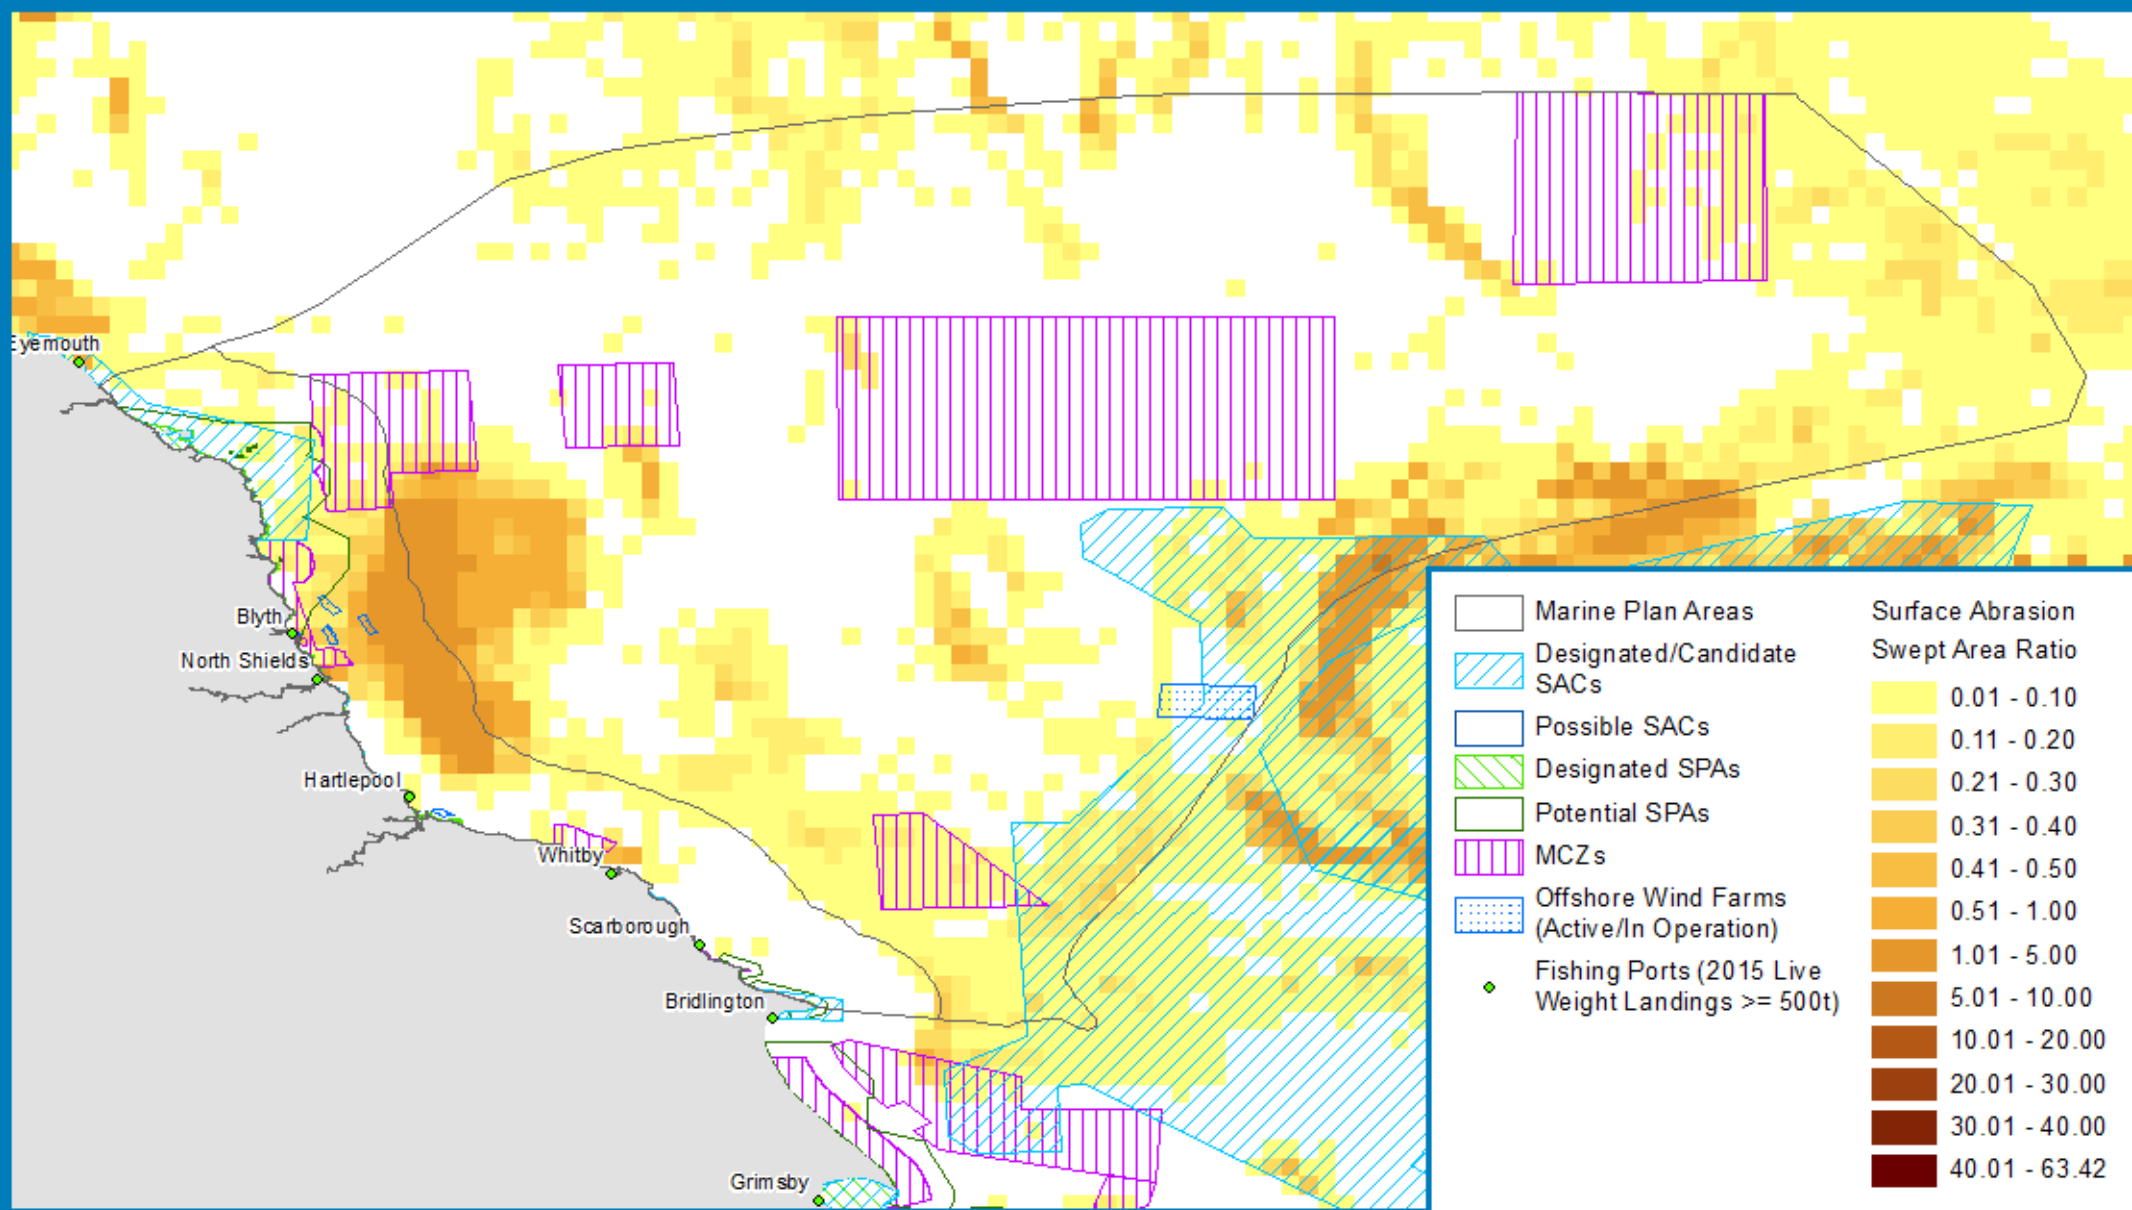 Eyemouth
Blyth
North Shields
Hartlepool
Whitby
Scarborough
Bridlington
Grimsby
Marine Plan Areas
Designated/Candidate
SACs
Possible SACs
Designated SPAs
Potential SPAs
MCZs
Offshore Wind Farms
(Active/In Operation)
Fishing Ports (2015 Live
Weight Landings >= 500t)
Surface Abrasion
Swept Area Ratio
0.01 - 0.10
0.11 - 0.20
0.21 - 0.30
0.31 - 0.40
0.41 - 0.50
0.51 - 1.00
1.01 - 5.00
5.01 - 10.00
10.01 - 20.00
20.01 - 30.00
30.01 - 40.00
40.01 - 63.42